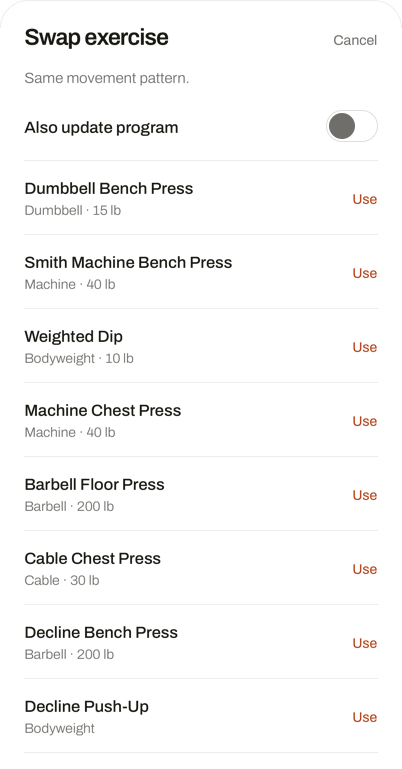 Swap exercise
Cancel
Same movement pattern.
Also update program
Dumbbell Bench Press
Dumbbell · 15 lb
Use
Smith Machine Bench Press
Machine · 40 lb
Use
Weighted Dip
Bodyweight · 10 lb
Use
Machine Chest Press
Machine · 40 lb
Use
Barbell Floor Press
Barbell · 200 lb
Use
Cable Chest Press
Cable · 30 lb
Use
Decline Bench Press
Barbell · 200 lb
Use
Decline Push-Up
Bodyweight
Use